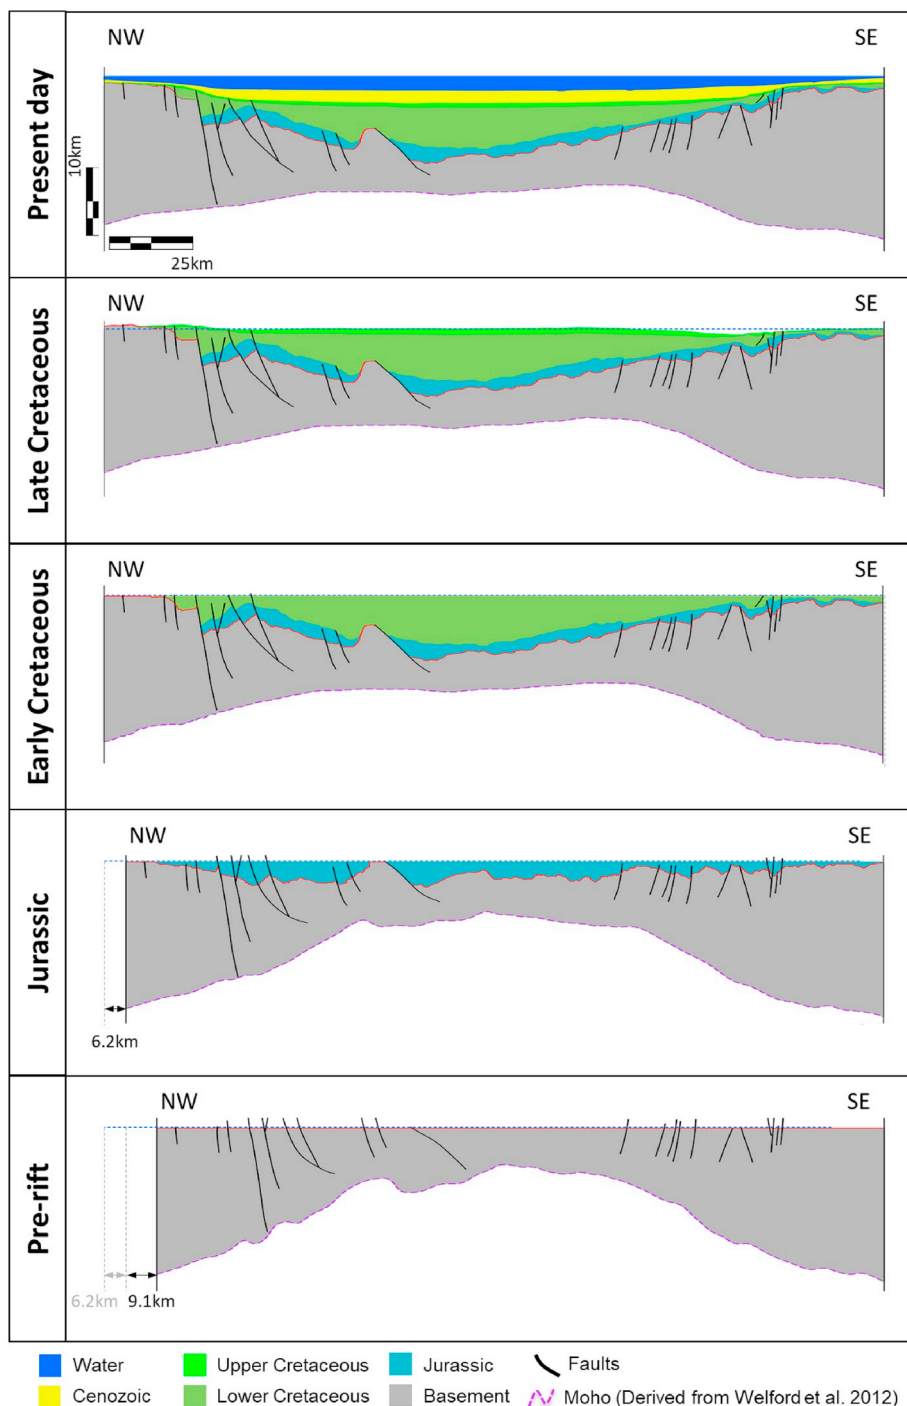 Present day
NW
SE
10km
25km
Late Cretaceous
NW
SE
Early Cretaceous
NW
SE
Jurassic
NW
SE
6.2km
Pre-rift
NW
SE
6.2km
9.1km
Water
Upper Cretaceous
Jurassic
Faults
Cenozoic
Lower Cretaceous
Basement
Moho (Derived from Welford et al. 2012)